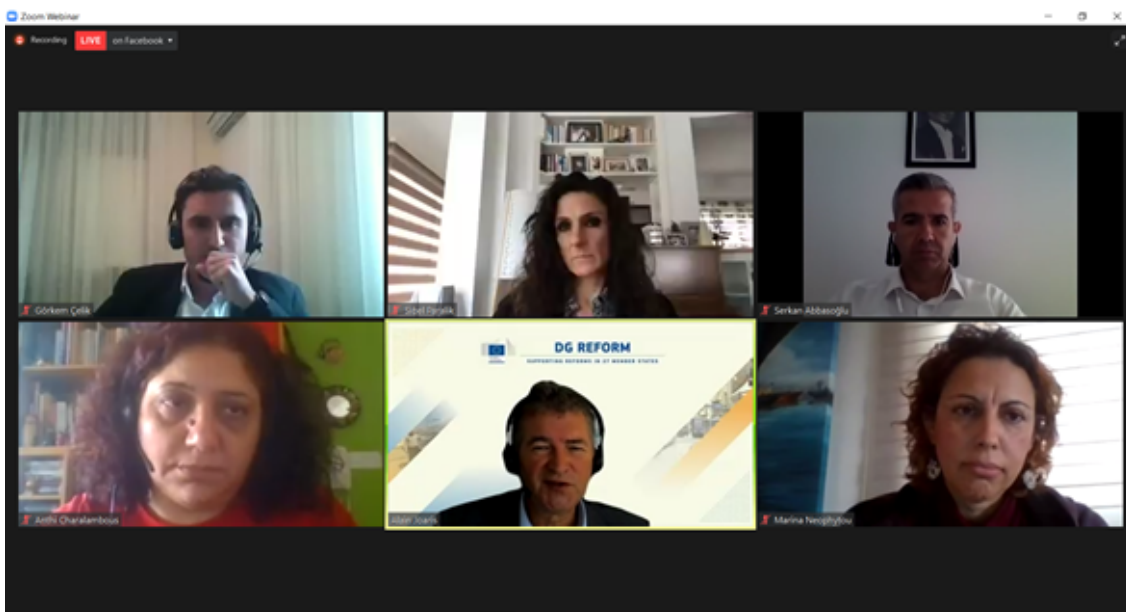 Zoom Webinar
Recording
LIVE on Facebook
Görkem Çelik
Sibel Paralik
Serkan Abbasoğlu
DG REFORM
SUPPORTING REFORMS IN 27 MEMBER STATES
Anthi Charalambous
Alain Joaris
Marina Neophytou